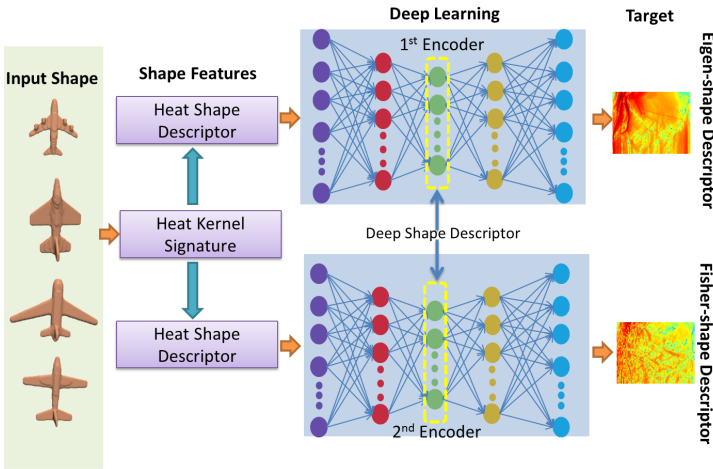 Deep Learning
Target
Input Shape
Shape Features
1st Encoder
Heat Shape
Descriptor
Eigen-shape Descriptor
Heat Kernel
Signature
Deep Shape Descriptor
Heat Shape
Descriptor
Fisher-shape Descriptor
2nd Encoder